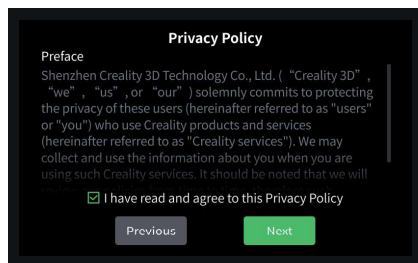 Privacy Policy
Preface
Shenzhen Creality 3D Technology Co., Ltd. ( “Creality 3D” ,
“we” , “us” , or “our” ) solemnly commits to protecting
the privacy of these users (hereinafter referred to as "users"
or "you") who use Creality products and services
(hereinafter referred to as "Creality services"). We may
collect and use the information about you when you are
using such Creality services. It should be noted that we will
I have read and agree to this Privacy Policy
Previous
Next